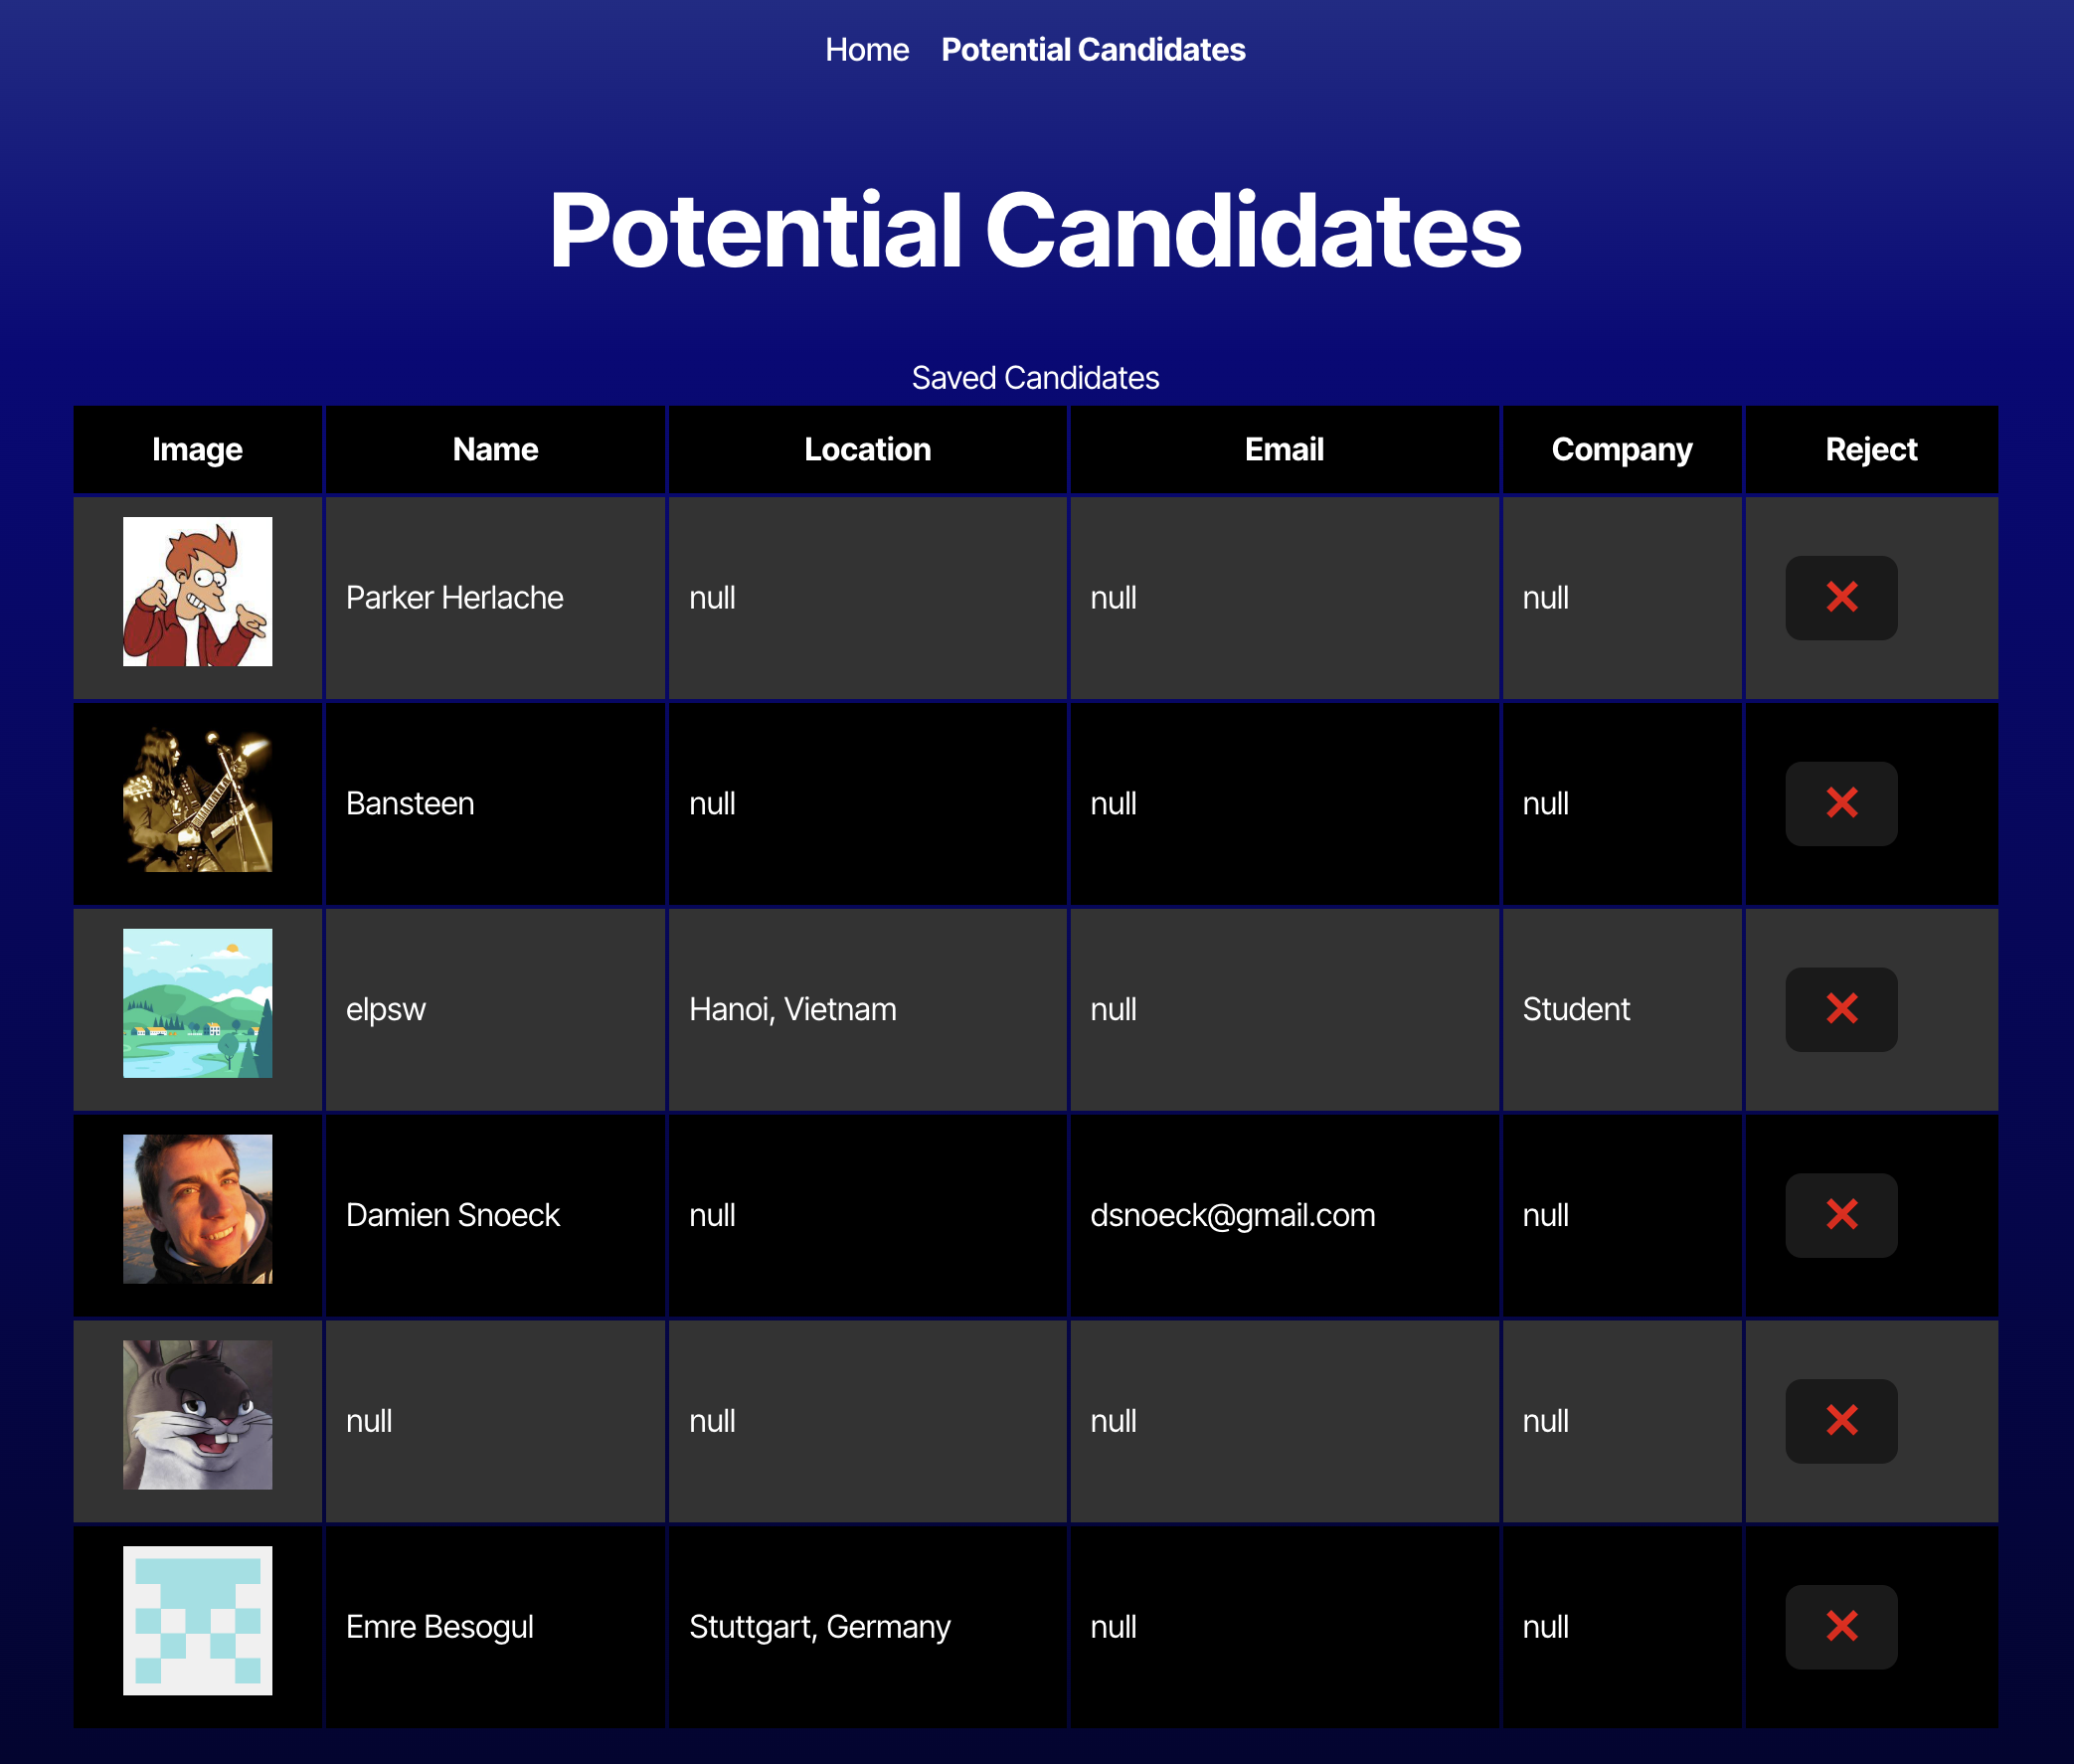 Home Potential Candidates
Potential Candidates
Saved Candidates
Image Name Location Email Company Reject
Parker Herlache null null null
Bansteen null null null
elpsw Hanoi, Vietnam null Student
Damien Snoeck null dsnoeck@gmail.com null
null null null null
Emre Besogul Stuttgart, Germany null null